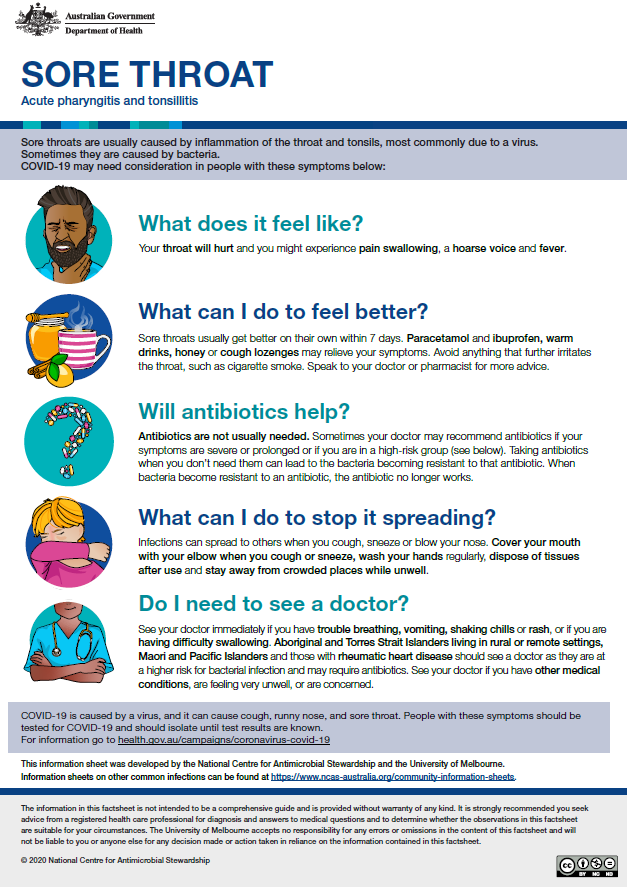 Australian Government
Department of Health
SORE THROAT
Acute pharyngitis and tonsillitis
Sore throats are usually caused by inflammation of the throat and tonsils, most commonly due to a virus.
Sometimes they are caused by bacteria.
COVID-19 may need consideration in people with these symptoms below:
What does it feel like?
Your throat will hurt and you might experience pain swallowing, a hoarse voice and fever.
What can I do to feel better?
Sore throats usually get better on their own within 7 days. Paracetamol and ibuprofen, warm
drinks, honey or cough lozenges may relieve your symptoms. Avoid anything that further irritates
the throat, such as cigarette smoke. Speak to your doctor or pharmacist for more advice.
Will antibiotics help?
Antibiotics are not usually needed. Sometimes your doctor may recommend antibiotics if your
symptoms are severe or prolonged or if you are in a high-risk group (see below). Taking antibiotics
when you don't need them can lead to the bacteria becoming resistant to that antibiotic. When
bacteria become resistant to an antibiotic, the antibiotic no longer works.
What can I do to stop it spreading?
Infections can spread to others when you cough, sneeze or blow your nose. Cover your mouth
with your elbow when you cough or sneeze, wash your hands regularly, dispose of tissues
after use and stay away from crowded places while unwell.
Do I need to see a doctor?
See your doctor immediately if you have trouble breathing, vomiting, shaking chills or rash, or if you are
having difficulty swallowing. Aboriginal and Torres Strait Islanders living in rural or remote settings,
Maori and Pacific Islanders and those with rheumatic heart disease should see a doctor as they are at
a higher risk for bacterial infection and may require antibiotics. See your doctor if you have other medical
conditions, are feeling very unwell, or are concerned.
COVID-19 is caused by a virus, and it can cause cough, runny nose, and sore throat. People with these symptoms should be
tested for COVID-19 and should isolate until test results are known.
For information go to health.gov.au/campaigns/coronavirus-covid-19
This information sheet was developed by the National Centre for Antimicrobial Stewardship and the University of Melbourne.
Information sheets on other common infections can be found at https://www.ncas-australia.org/community-information-sheets.
The information in this factsheet is not intended to be a comprehensive guide and is provided without warranty of any kind. It is strongly recommended you seek
advice from a registered health care professional for diagnosis and answers to medical questions and to determine whether the observations in this factsheet
are suitable for your circumstances. The University of Melbourne accepts no responsibility for any errors or omissions in the content of this factsheet and will
not be liable to you or anyone else for any decision made or action taken in reliance on the information contained in this factsheet.
© 2020 National Centre for Antimicrobial Stewardship
CC BY NC ND